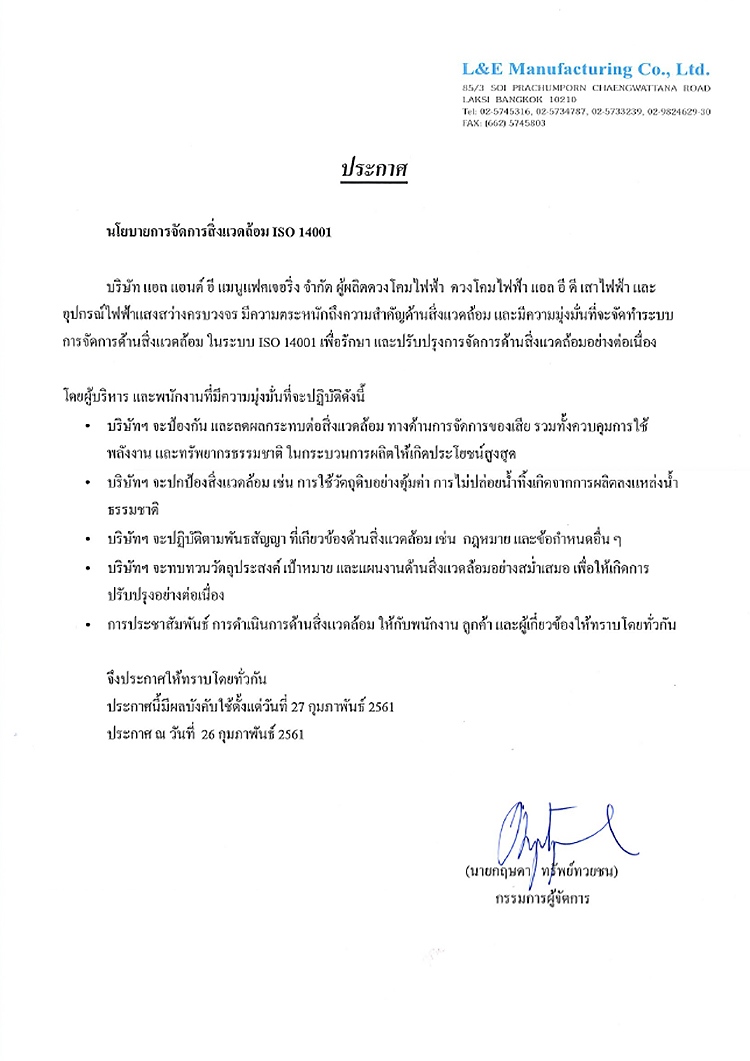 L&E Manufacturing Co., Ltd.
85/3 SOI PRACHUMPORN CHAENGWATTANA ROAD
LAKSI BANGKOK 10210
Tel: 02-5745316, 02-5734787, 02-5733239, 02-9824629-30
FAX: (662) 5745803
ประกาศ
นโยบายการจัดการสิ่งแวดล้อม ISO 14001
บริษัท แอล แอนด์ อี แมนูแฟคเจอริ่ง จำกัด ผู้ผลิตดวงโคมไฟฟ้า ดวงโคมไฟฟ้า แอล อี ดี เสาไฟฟ้า และ
อุปกรณ์ไฟฟ้าแสงสว่างครบวงจร มีความตระหนักถึงความสำคัญด้านสิ่งแวดล้อม และมีความมุ่งมั่นที่จะจัดทำระบบ
การจัดการด้านสิ่งแวดล้อม ในระบบ ISO 14001 เพื่อรักษา และปรับปรุงการจัดการด้านสิ่งแวดล้อมอย่างต่อเนื่อง
โดยผู้บริหาร และพนักงานที่มีความมุ่งมั่นที่จะปฏิบัติดังนี้
• บริษัทฯ จะป้องกัน และลดผลกระทบต่อสิ่งแวดล้อม ทางด้านการจัดการของเสีย รวมทั้งควบคุมการใช้
พลังงาน และทรัพยากรธรรมชาติ ในกระบวนการผลิตให้เกิดประโยชน์สูงสุด
• บริษัทฯ จะปกป้องสิ่งแวดล้อม เช่น การใช้วัตถุดิบอย่างคุ้มค่า การไม่ปล่อยน้ำทิ้งเกิดจากการผลิตลงแหล่งน้ำ
ธรรมชาติ
• บริษัทฯ จะปฏิบัติตามพันธสัญญา ที่เกี่ยวข้องด้านสิ่งแวดล้อม เช่น กฎหมาย และข้อกำหนดอื่น ๆ
• บริษัทฯ จะทบทวนวัตถุประสงค์ เป้าหมาย และแผนงานด้านสิ่งแวดล้อมอย่างสม่ำเสมอ เพื่อให้เกิดการ
ปรับปรุงอย่างต่อเนื่อง
• การประชาสัมพันธ์ การดำเนินการด้านสิ่งแวดล้อม ให้กับพนักงาน ลูกค้า และผู้เกี่ยวข้องให้ทราบโดยทั่วกัน
จึงประกาศให้ทราบโดยทั่วกัน
ประกาศนี้มีผลบังคับใช้ตั้งแต่วันที่ 27 กุมภาพันธ์ 2561
ประกาศ ณ วันที่ 26 กุมภาพันธ์ 2561
(นายกฤษดา ทรัพย์ทวยชน)
กรรมการผู้จัดการ